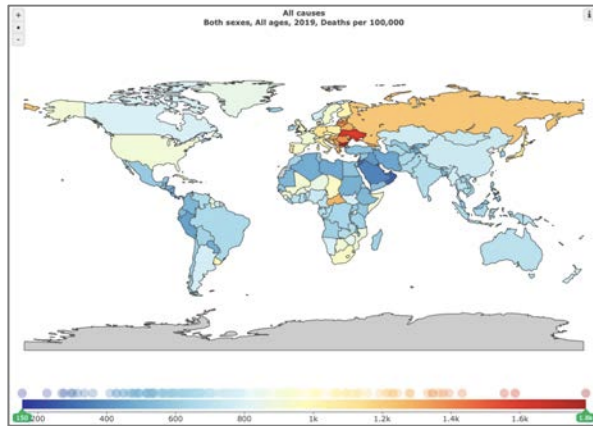 All causes
Both sexes, All ages, 2019, Deaths per 100,000
+
-
i
150 200 400 600 800 1k 1.2k 1.4k 1.6k 1.8k